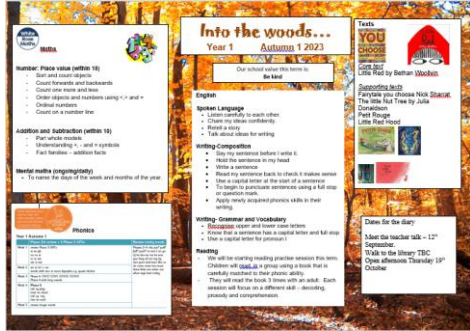 Into the woods...
Year 1 Autumn 1 2023
Our school value this term is:
Be kind
White Rose Maths
Maths
Number: Place value (within 10)
- Sort and count objects
- Count forwards and backwards
- Count one more and less
- Order objects and numbers using <,> and =
- Ordinal numbers
- Count on a number line
Addition and Subtraction (within 10)
- Part whole models
- Understanding +, - and = symbols
- Fact families – addition facts
Mental maths (ongoing/daily)
- To name the days of the week and months of the year.
Phonics
Year 1 Autumn 1
English
Spoken Language
- Listen carefully to each other.
- Share my ideas confidently.
- Retell a story
- Talk about ideas for writing
Writing-Composition
• Say my sentence before I write it.
• Hold the sentence in my head
• Write a sentence
• Read my sentence back to check it makes sense
• Use a capital letter at the start of a sentence
• To begin to punctuate sentences using a full stop
or question mark.
• Apply newly acquired phonics skills in their
writing.
Writing- Grammar and Vocabulary
• Recognise upper and lower case letters
• Know that a sentence has a capital letter and full stop
• Use a capital letter for pronoun I
Reading
• We will be starting reading practise session this term.
Children will read in a group using a book that is
carefully matched to their phonic ability.
• They will read the book 3 times with an adult. Each
session will focus on a different skill – decoding,
prosody and comprehension.
Texts
YOU
CHOOSE
Core text
Little Red by Bethan Woollvin
Supporting texts
Fairytale you choose Nick Sharrat
The little Nut Tree by Julia
Donaldson
Petit Rouge
Little Red Hood
Dates for the diary
Meet the teacher talk – 12th
September.
Walk to the library TBC
Open afternoon Thursday 19th
October